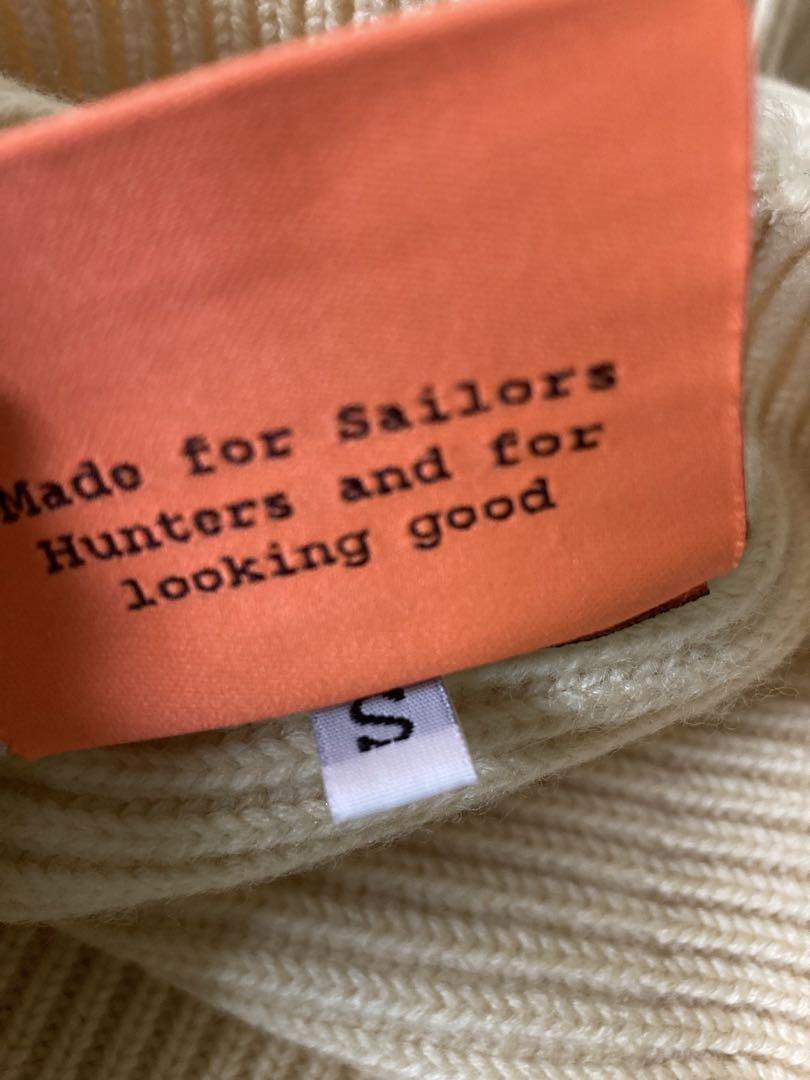 Made for Sailors
Hunters and for
looking good
S